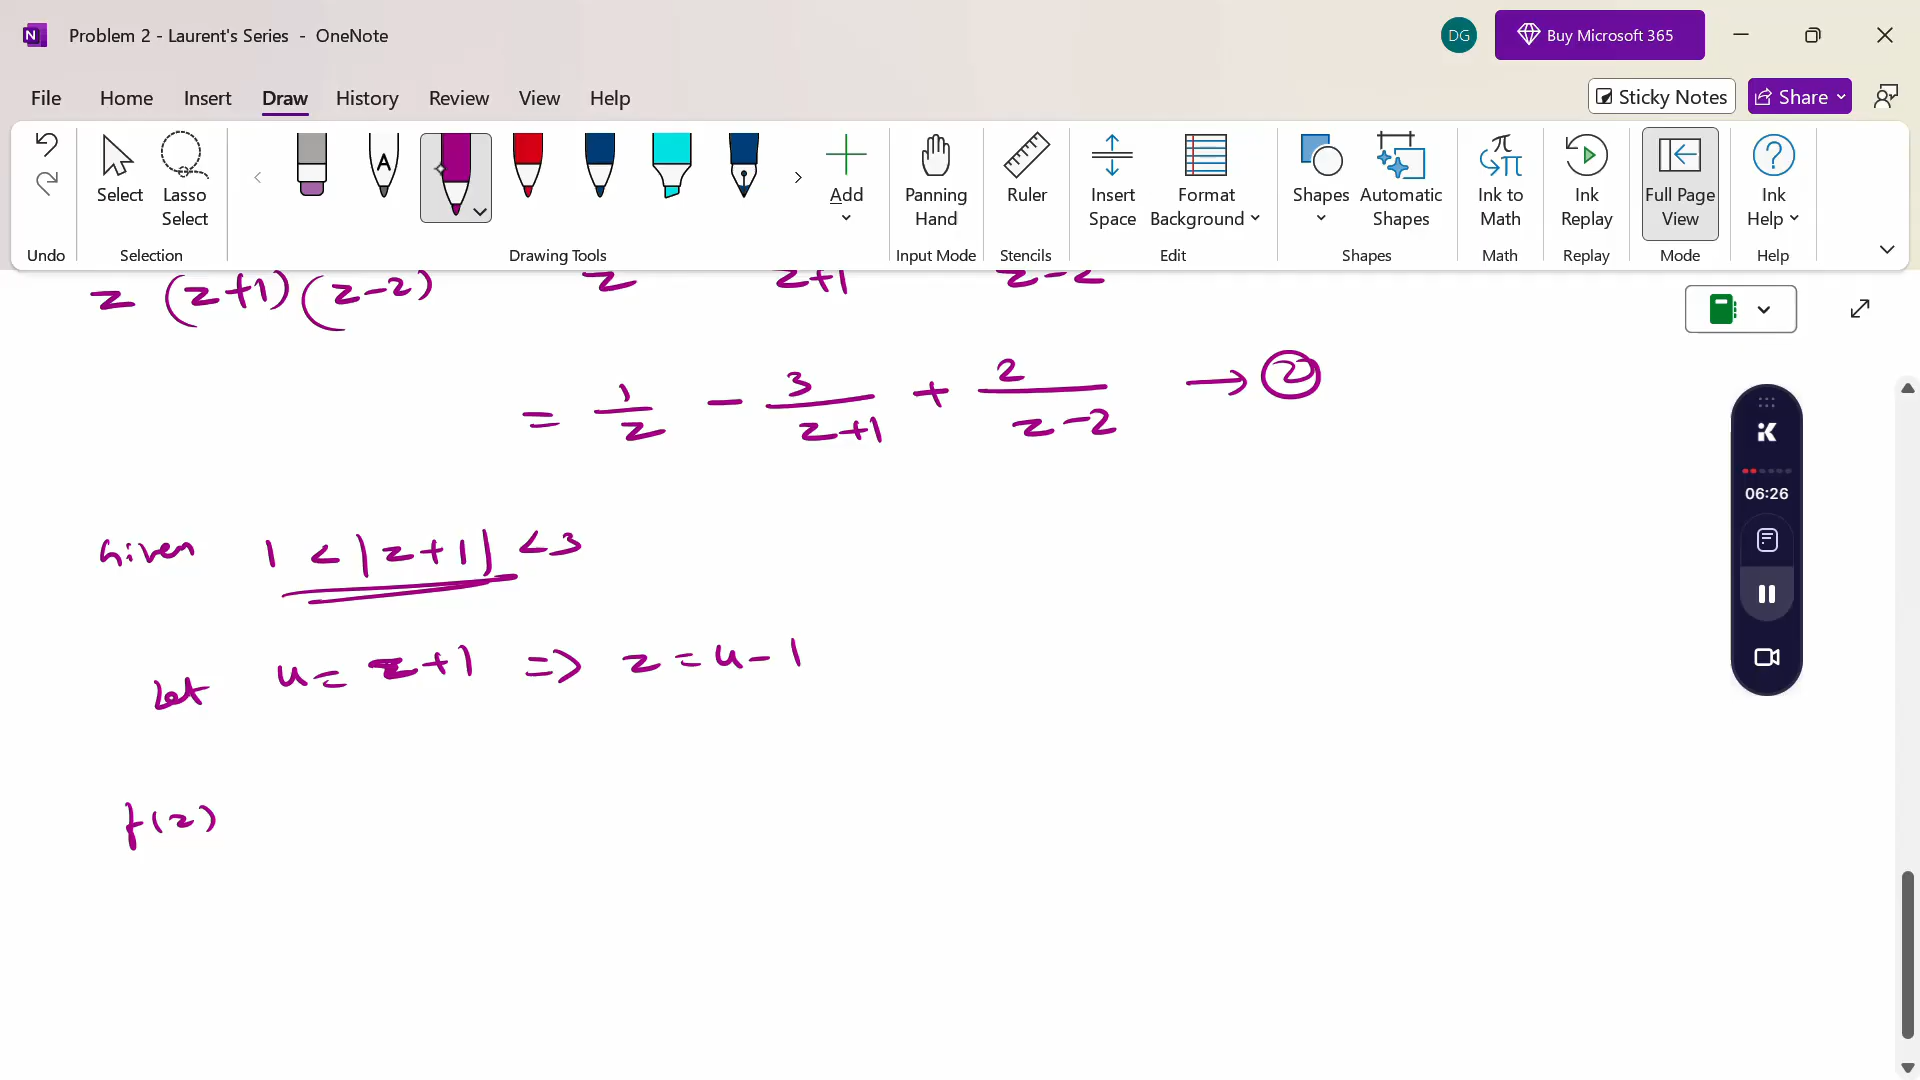 Problem 2 - Laurent's Series - OneNote
DG
Buy Microsoft 365
File Home Insert Draw History Review View Help
Sticky Notes
Share
Undo
Select
Lasso Select
Selection
A
Drawing Tools
Add
Panning Hand
Input Mode
Ruler
Stencils
Insert Space
Format Background
Edit
Shapes
Automatic Shapes
Shapes
Ink to Math
Math
Ink Replay
Replay
Full Page View
Mode
Ink Help
Help
z (z+1) (z-2) z z+1 z-2
= 1/z - 3/z+1 + 2/z-2 → ②
06:26
Given 1 < |z+1| < 3
Let u = z+1 => z = u-1
f(z)